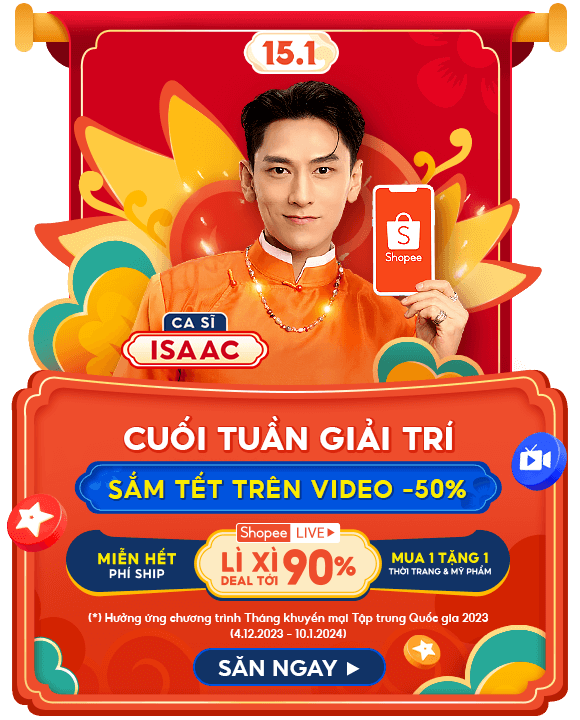 15.1
Shopee
CA SĨ
ISAAC
CUỐI TUẦN GIẢI TRÍ
SẮM TẾT TRÊN VIDEO -50%
Shopee LIVE
MIỄN HẾT
PHÍ SHIP
LÌ XÌ
DEAL TỚI
90%
MUA 1 TẶNG 1
THỜI TRANG & MỸ PHẨM
(*) Hưởng ứng chương trình Tháng khuyến mại Tập trung Quốc gia 2023
(4.12.2023 - 10.1.2024)
SĂN NGAY